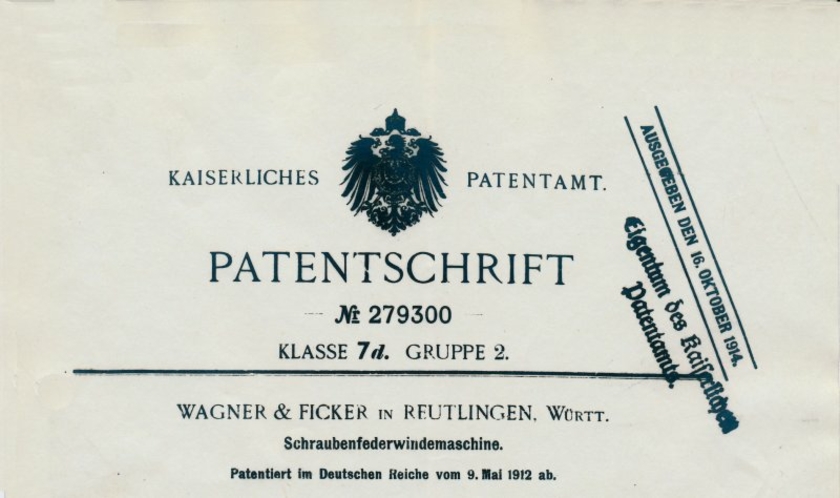 KAISERLICHES PATENTAMT.
PATENTSCHRIFT
— № 279300 —
KLASSE 7d. GRUPPE 2.
AUSGEGEBEN DEN 16. OKTOBER 1914.
Eigentum des Kaiserlichen
Patentamts.
WAGNER & FICKER IN REUTLINGEN, WÜRTT.
Schraubenfederwindemaschine.
Patentiert im Deutschen Reiche vom 9. Mai 1912 ab.